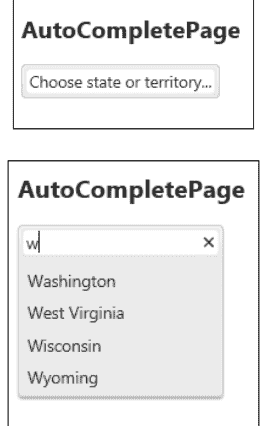 AutoCompletePage
Choose state or territory...
AutoCompletePage
w
Washington
West Virginia
Wisconsin
Wyoming